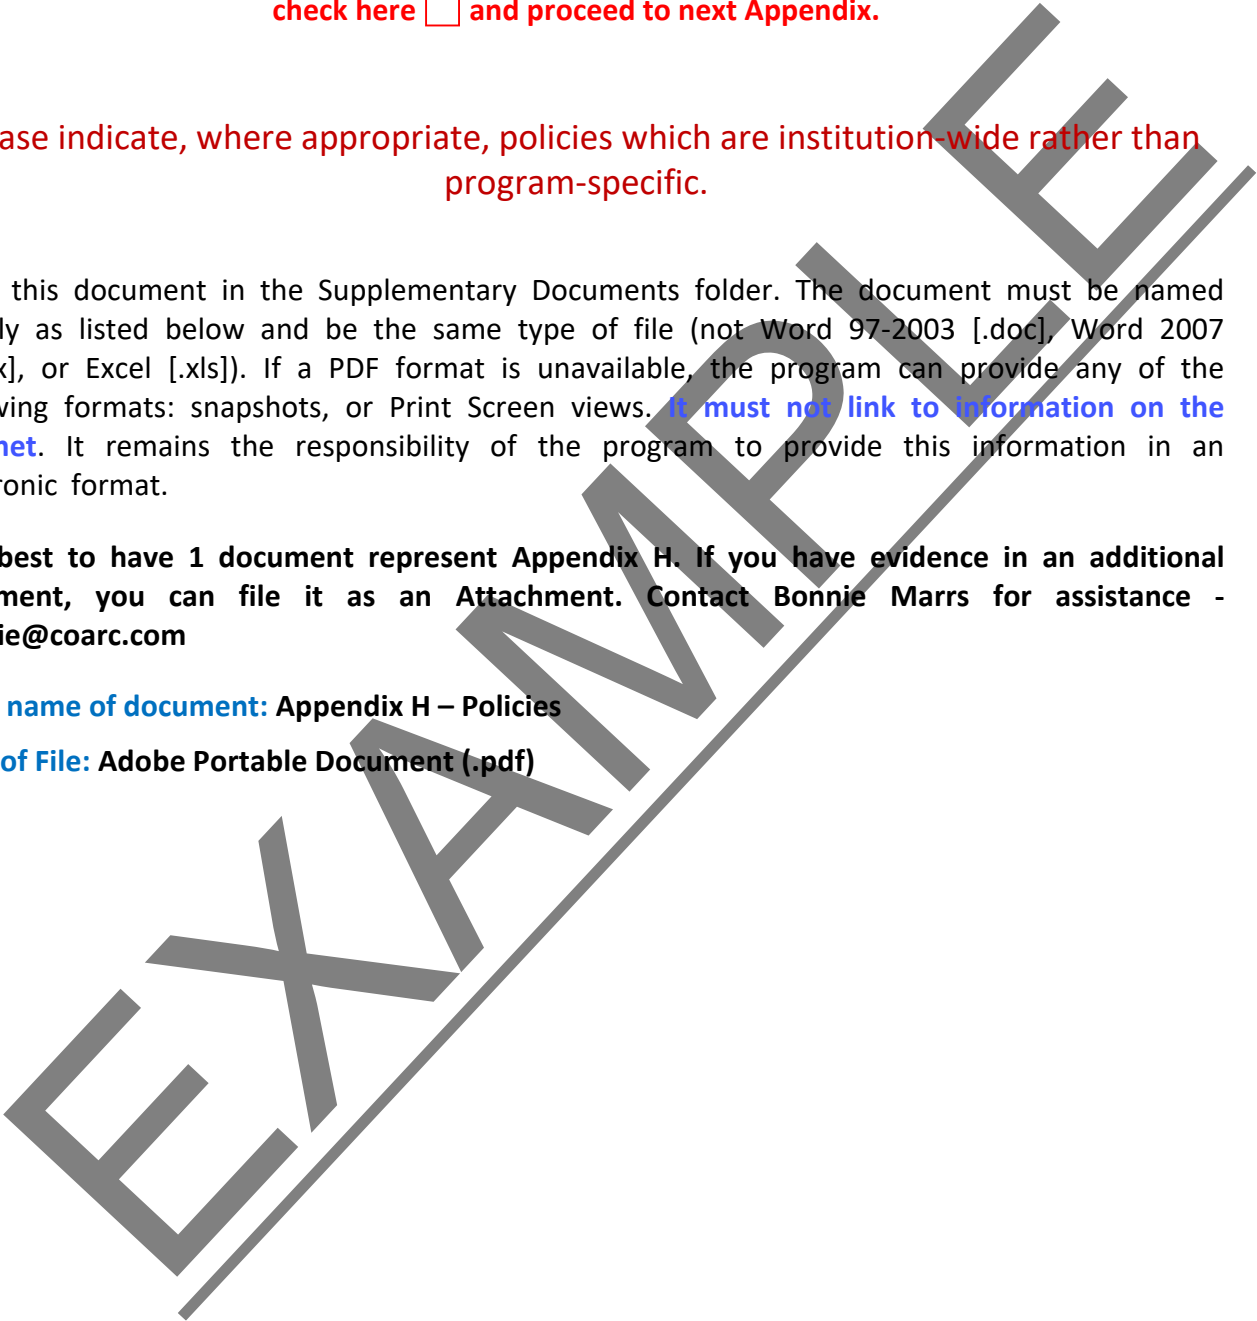 check here and proceed to next Appendix.
ase indicate, where appropriate, policies which are institution-wide rather than
program-specific.
this document in the Supplementary Documents folder. The document must be named
ly as listed below and be the same type of file (not Word 97-2003 [.doc], Word 2007
x], or Excel [.xls]). If a PDF format is unavailable, the program can provide any of the
wing formats: snapshots, or Print Screen views. It must not link to information on the
net. It remains the responsibility of the program to provide this information in an
ronic format.
best to have 1 document represent Appendix H. If you have evidence in an additional
ment, you can file it as an Attachment. Contact Bonnie Marrs for assistance -
ie@coarc.com
name of document: Appendix H – Policies
of File: Adobe Portable Document (.pdf)
EXAMPLE